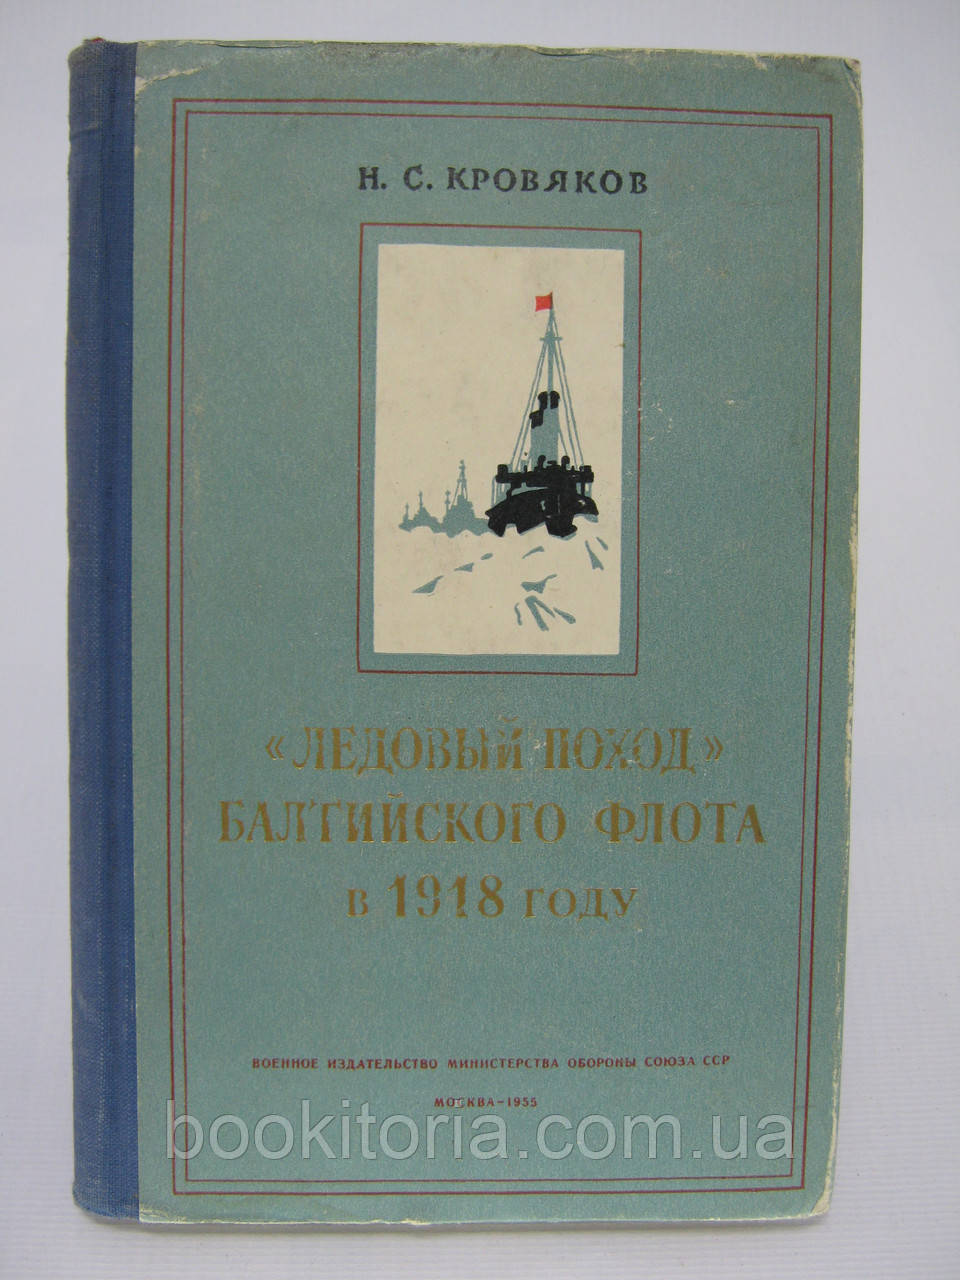 Н. С. КРОВЯКОВ
«ЛЕДОВЫЙ ПОХОД»
БАЛТИЙСКОГО ФЛОТА
В 1918 ГОДУ
ВОЕННОЕ ИЗДАТЕЛЬСТВО МИНИСТЕРСТВА ОБОРОНЫ СОЮЗА ССР
МОСКВА–1955
bookitoria.com.ua